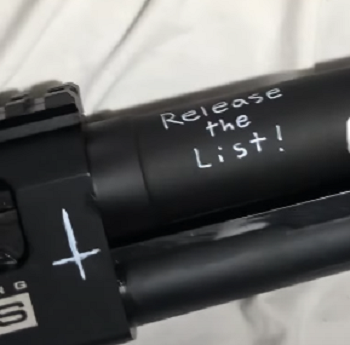 Release
the
List!